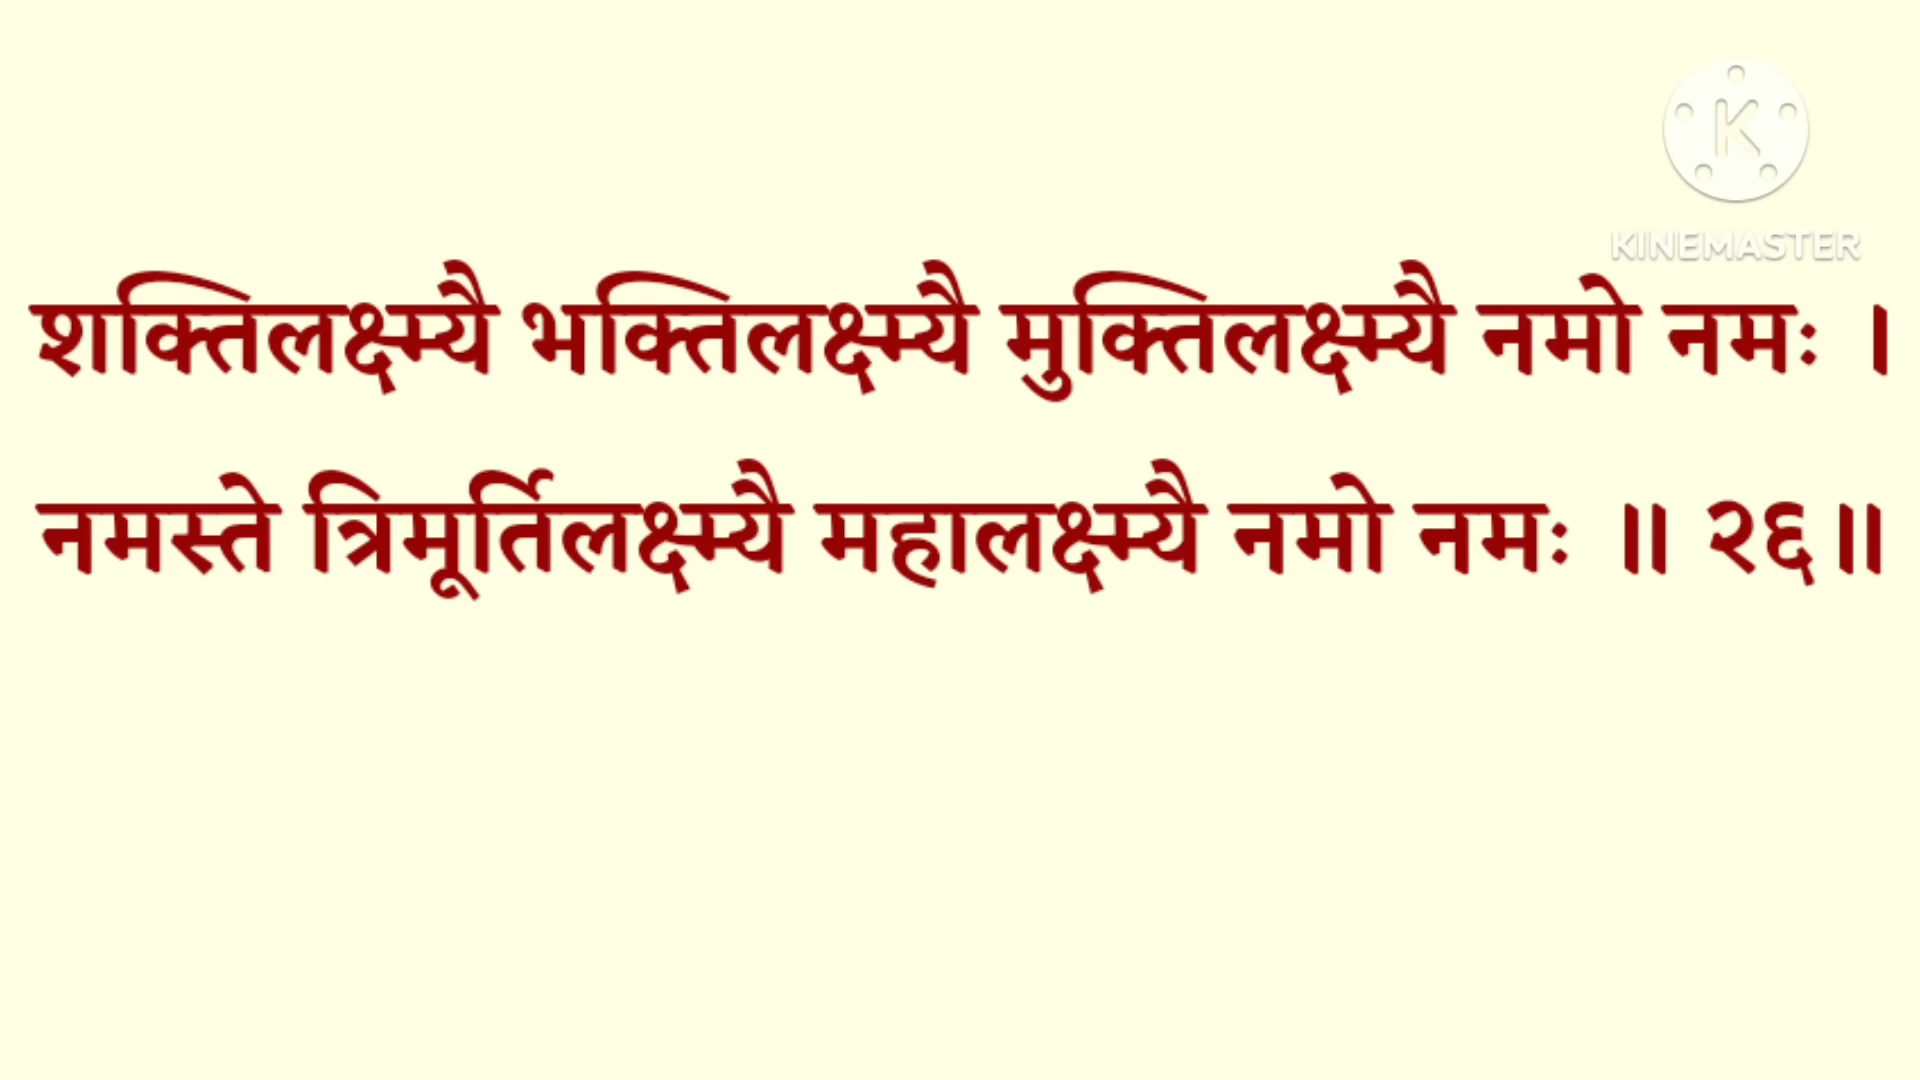 K
KINEMASTER
शक्तिलक्ष्म्यै भक्तिलक्ष्म्यै मुक्तिलक्ष्म्यै नमो नमः ।
नमस्ते त्रिमूर्तिलक्ष्म्यै महालक्ष्म्यै नमो नमः ॥ २६॥